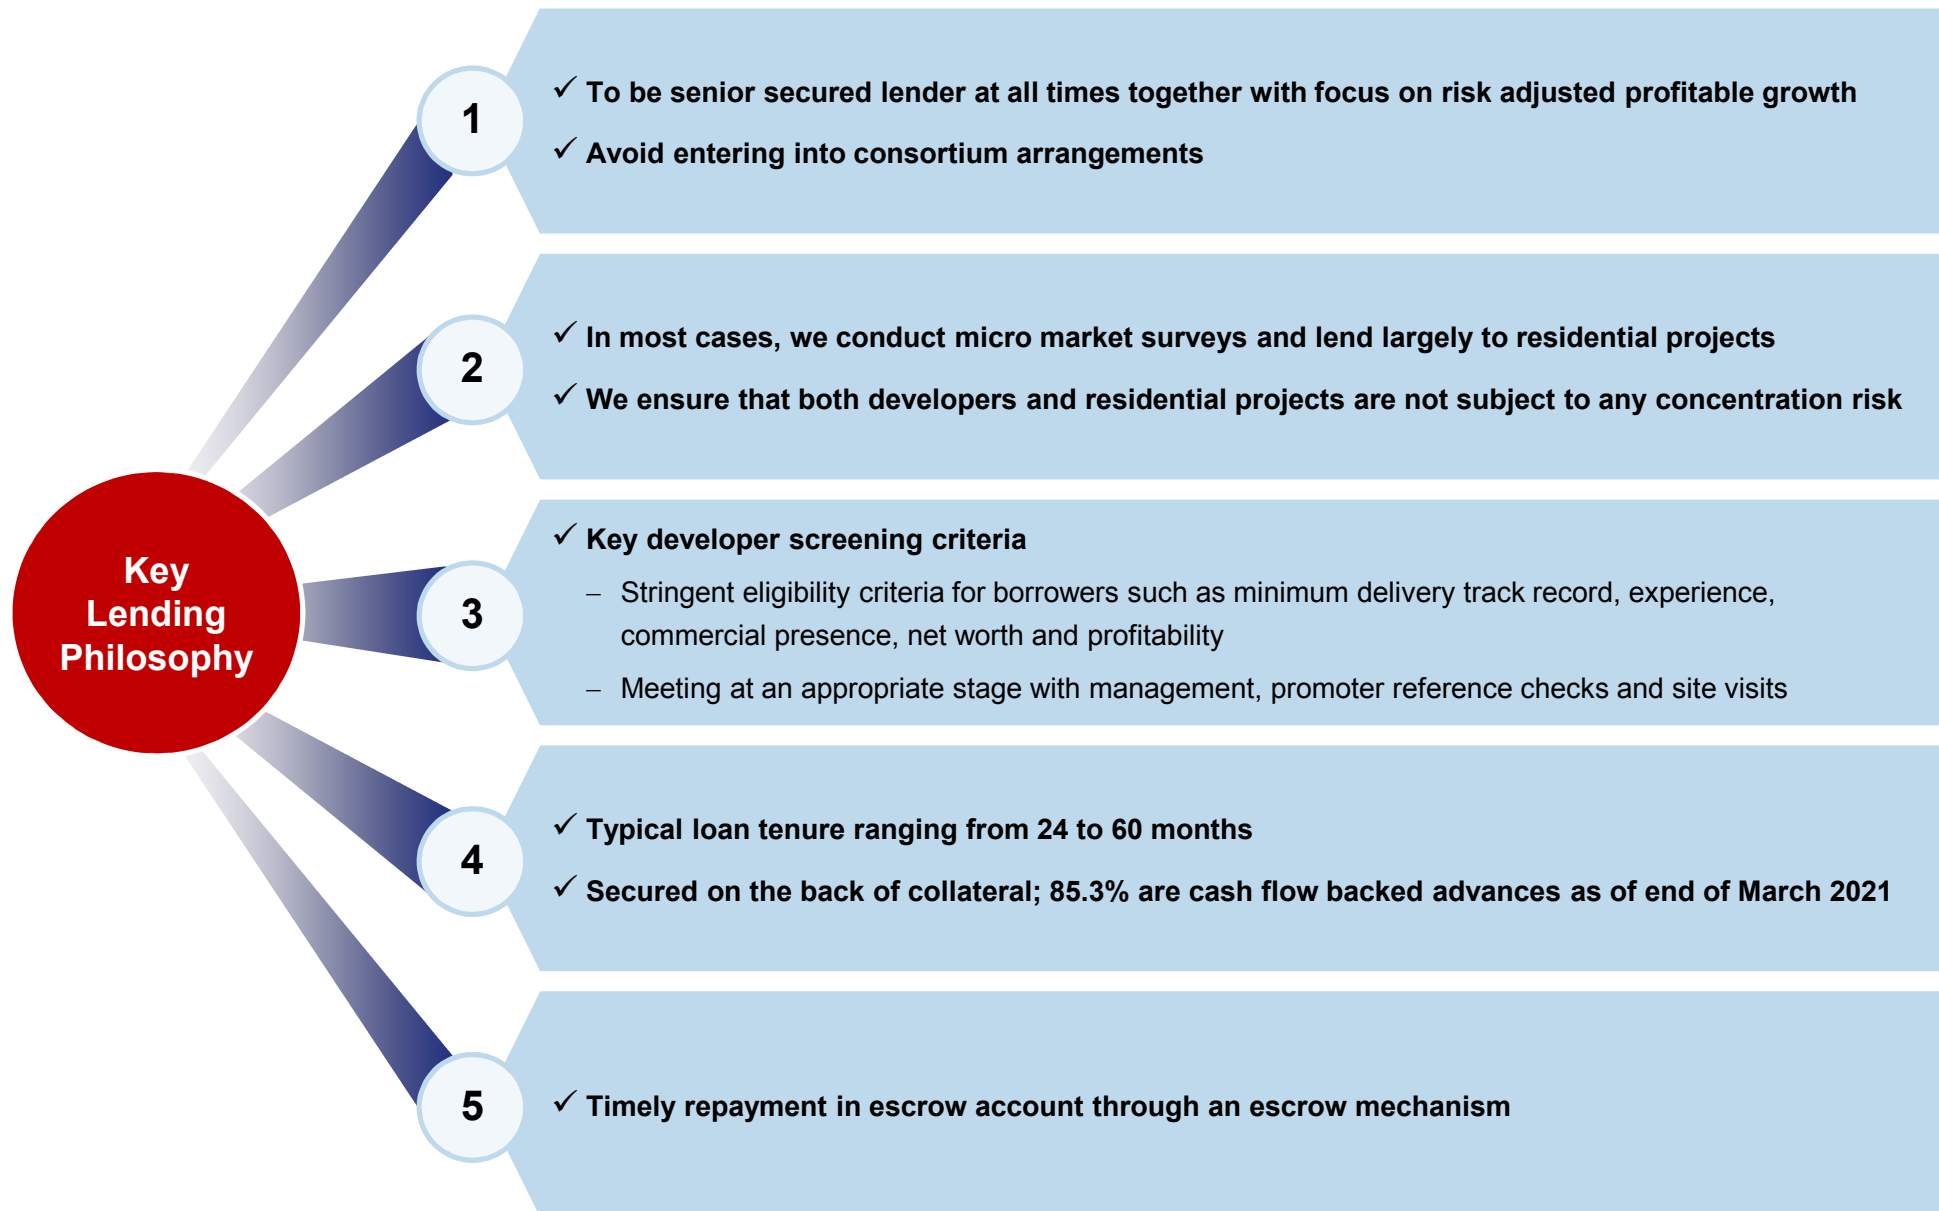 Key
Lending
Philosophy
1
✓ To be senior secured lender at all times together with focus on risk adjusted profitable growth
✓ Avoid entering into consortium arrangements
2
✓ In most cases, we conduct micro market surveys and lend largely to residential projects
✓ We ensure that both developers and residential projects are not subject to any concentration risk
3
✓ Key developer screening criteria
– Stringent eligibility criteria for borrowers such as minimum delivery track record, experience,
commercial presence, net worth and profitability
– Meeting at an appropriate stage with management, promoter reference checks and site visits
4
✓ Typical loan tenure ranging from 24 to 60 months
✓ Secured on the back of collateral; 85.3% are cash flow backed advances as of end of March 2021
5
✓ Timely repayment in escrow account through an escrow mechanism